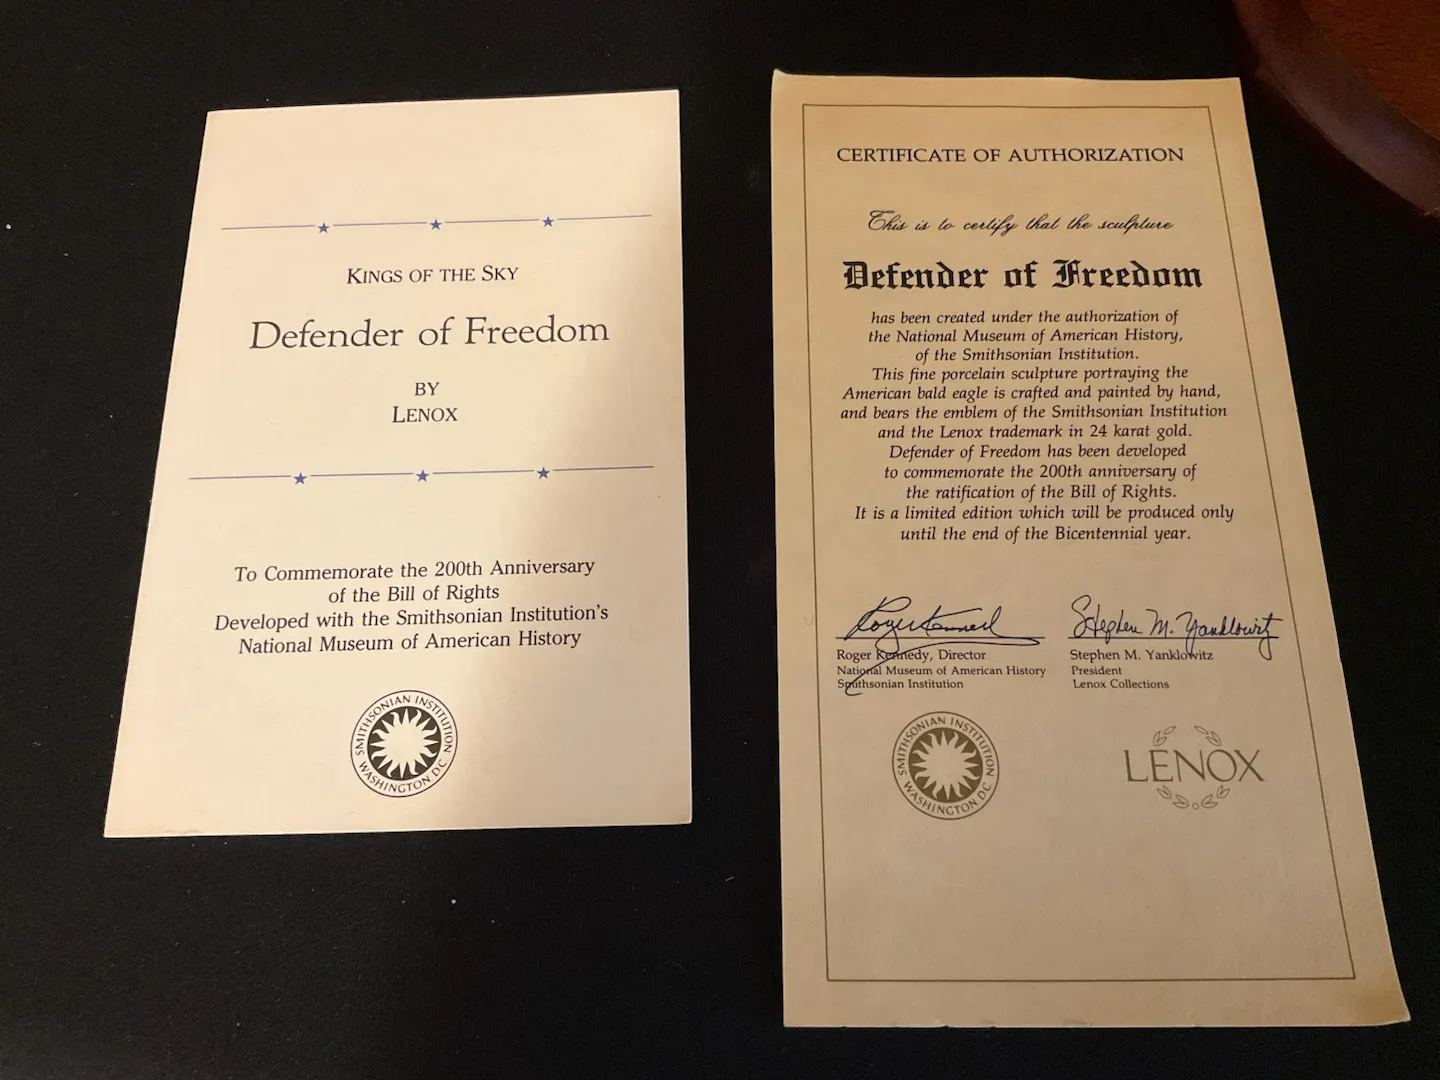 KINGS OF THE SKY
Defender of Freedom
BY
LENOX
To Commemorate the 200th Anniversary
of the Bill of Rights
Developed with the Smithsonian Institution's
National Museum of American History
SMITHSONIAN INSTITUTION
WASHINGTON DC
CERTIFICATE OF AUTHORIZATION
This is to certify that the sculpture
Defender of Freedom
has been created under the authorization of
the National Museum of American History,
of the Smithsonian Institution.
This fine porcelain sculpture portraying the
American bald eagle is crafted and painted by hand,
and bears the emblem of the Smithsonian Institution
and the Lenox trademark in 24 karat gold.
Defender of Freedom has been developed
to commemorate the 200th anniversary of
the ratification of the Bill of Rights.
It is a limited edition which will be produced only
until the end of the Bicentennial year.
Roger Kennedy
Stephen M. Yanklowitz
Roger Kennedy, Director
National Museum of American History
Smithsonian Institution
Stephen M. Yanklowitz
President
Lenox Collections
SMITHSONIAN INSTITUTION
WASHINGTON DC
LENOX